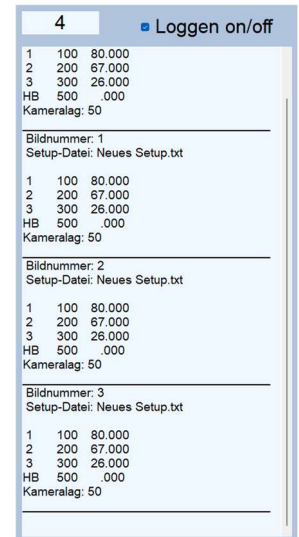 4
Loggen on/off
1 100 80.000
2 200 67.000
3 300 26.000
HB 500 .000
Kameralag: 50
Bildnummer: 1
Setup-Datei: Neues Setup.txt
1 100 80.000
2 200 67.000
3 300 26.000
HB 500 .000
Kameralag: 50
Bildnummer: 2
Setup-Datei: Neues Setup.txt
1 100 80.000
2 200 67.000
3 300 26.000
HB 500 .000
Kameralag: 50
Bildnummer: 3
Setup-Datei: Neues Setup.txt
1 100 80.000
2 200 67.000
3 300 26.000
HB 500 .000
Kameralag: 50